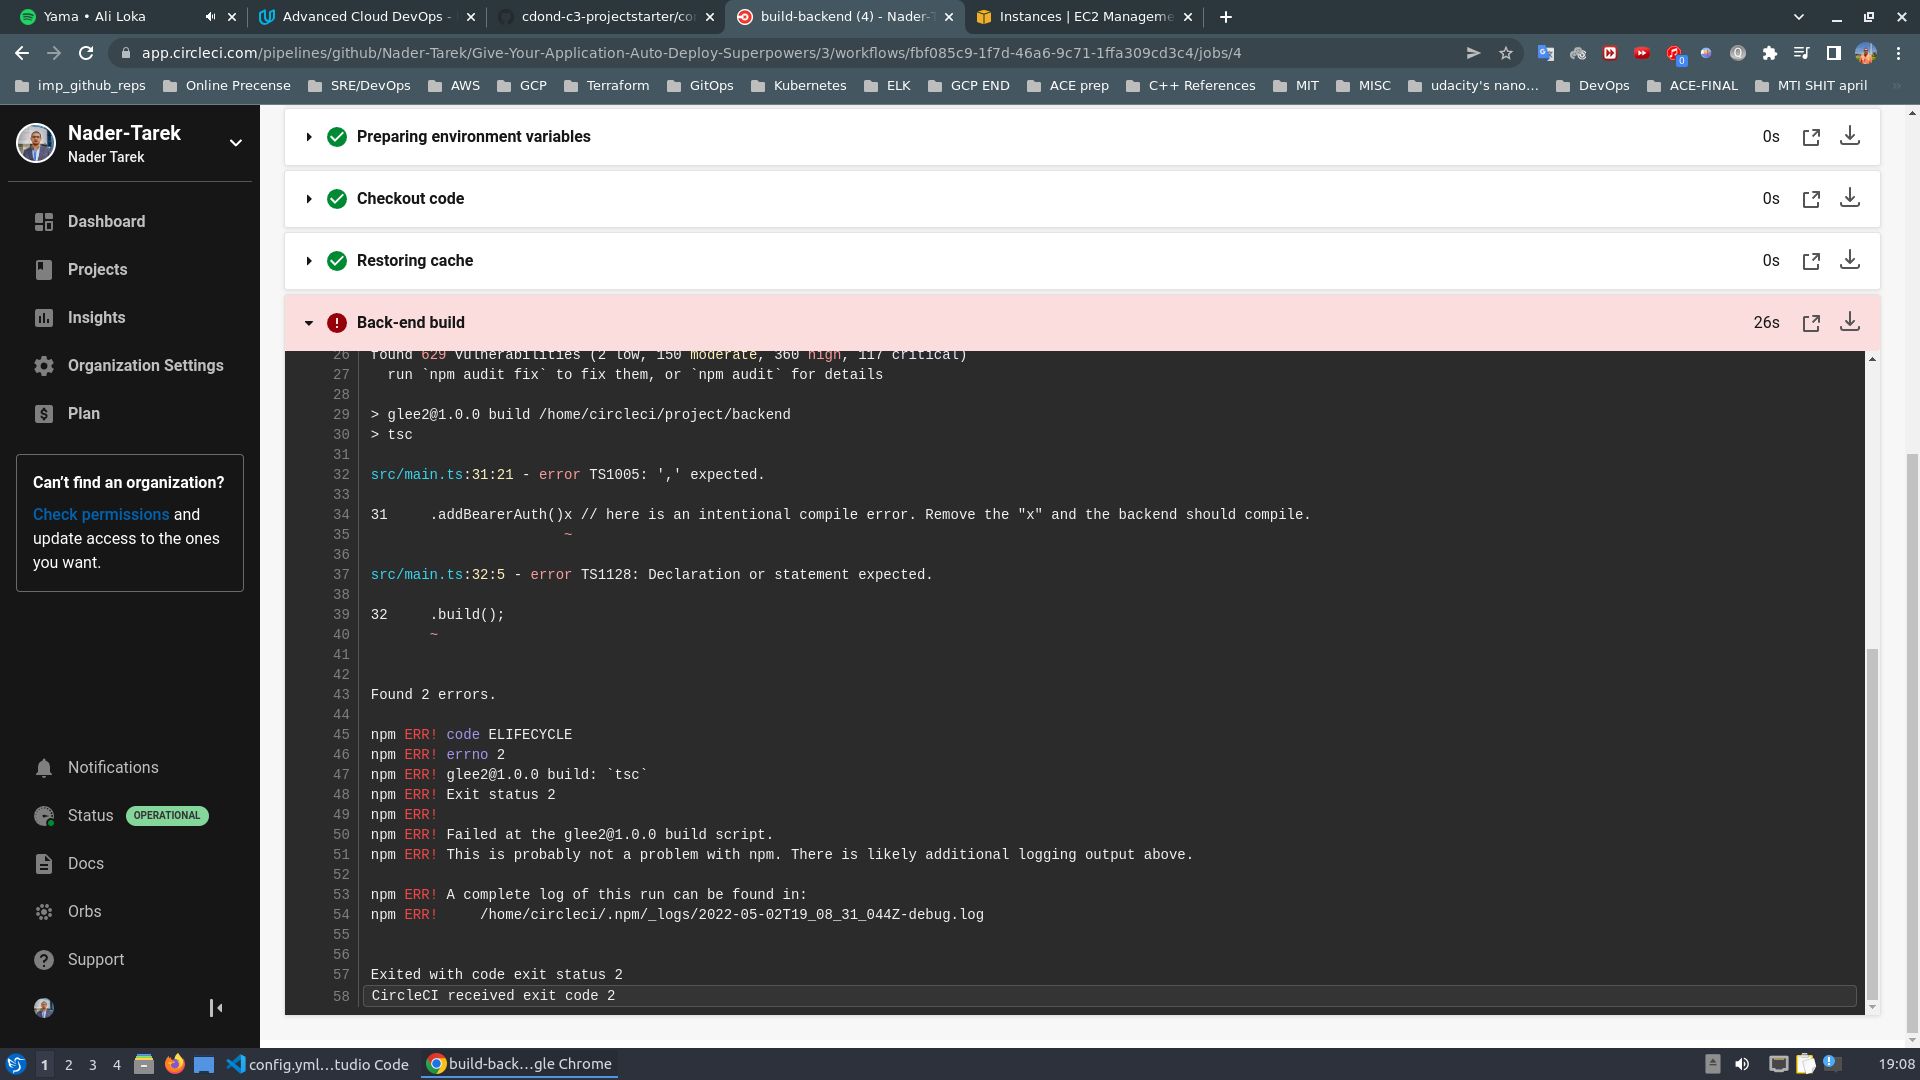 Yama • Ali Loka
Advanced Cloud DevOps -
cdond-c3-projectstarter/co
build-backend (4) - Nader-T
Instances | EC2 Manageme
app.circleci.com/pipelines/github/Nader-Tarek/Give-Your-Application-Auto-Deploy-Superpowers/3/workflows/fbf085c9-1f7d-46a6-9c71-1ffa309cd3c4/jobs/4
0
imp_github_reps
Online Precense
SRE/DevOps
AWS
GCP
Terraform
GitOps
Kubernetes
ELK
GCP END
ACE prep
C++ References
MIT
MISC
udacity's nano...
DevOps
ACE-FINAL
MTI SHIT april
»
Nader-Tarek
Nader Tarek
Dashboard
Projects
Insights
Organization Settings
Plan
Can't find an organization?
Check permissions and
update access to the ones
you want.
Notifications
Status OPERATIONAL
Docs
Orbs
Support
Preparing environment variables 0s
Checkout code 0s
Restoring cache 0s
Back-end build 26s
26 found 629 vulnerabilities (2 low, 150 moderate, 360 high, 117 critical)
27 run `npm audit fix` to fix them, or `npm audit` for details
28
29 > glee2@1.0.0 build /home/circleci/project/backend
30 > tsc
31
32 src/main.ts:31:21 - error TS1005: ',' expected.
33
34 31 .addBearerAuth()x // here is an intentional compile error. Remove the "x" and the backend should compile.
35 ~
36
37 src/main.ts:32:5 - error TS1128: Declaration or statement expected.
38
39 32 .build();
40 ~
41
42
43 Found 2 errors.
44
45 npm ERR! code ELIFECYCLE
46 npm ERR! errno 2
47 npm ERR! glee2@1.0.0 build: `tsc`
48 npm ERR! Exit status 2
49 npm ERR!
50 npm ERR! Failed at the glee2@1.0.0 build script.
51 npm ERR! This is probably not a problem with npm. There is likely additional logging output above.
52
53 npm ERR! A complete log of this run can be found in:
54 npm ERR! /home/circleci/.npm/_logs/2022-05-02T19_08_31_044Z-debug.log
55
56
57 Exited with code exit status 2
58 CircleCI received exit code 2
1 2 3 4
config.yml...tudio Code
build-back...gle Chrome
19:08